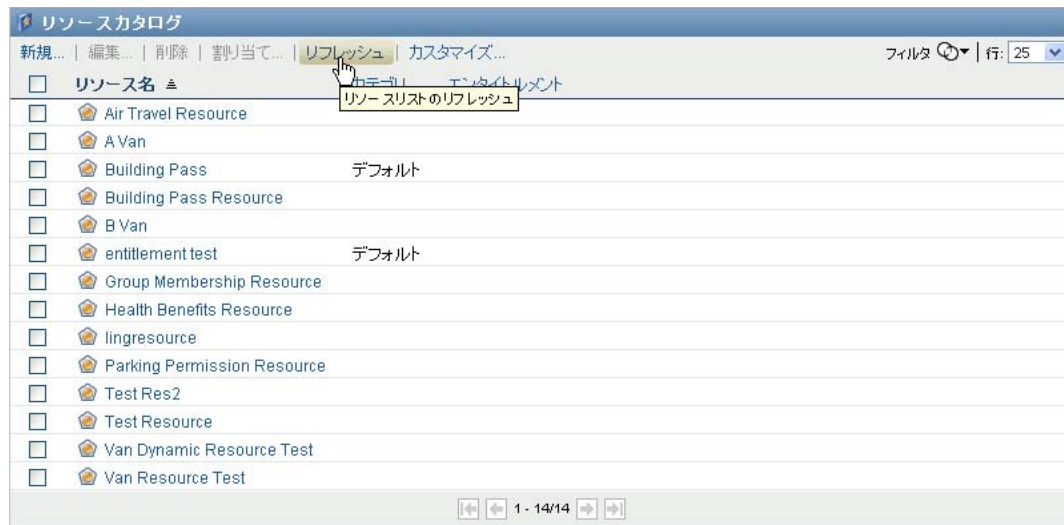 リソースカタログ
新規... | 編集... | 削除 | 割り当て... | リフレッシュ | カスタマイズ... フィルタ | 行: 25
リソース名 カテゴリ エンタイトルメント
リソースリストのリフレッシュ
Air Travel Resource
A Van
Building Pass デフォルト
Building Pass Resource
B Van
entitlement test デフォルト
Group Membership Resource
Health Benefits Resource
lingresource
Parking Permission Resource
Test Res2
Test Resource
Van Dynamic Resource Test
Van Resource Test
1 - 14/14